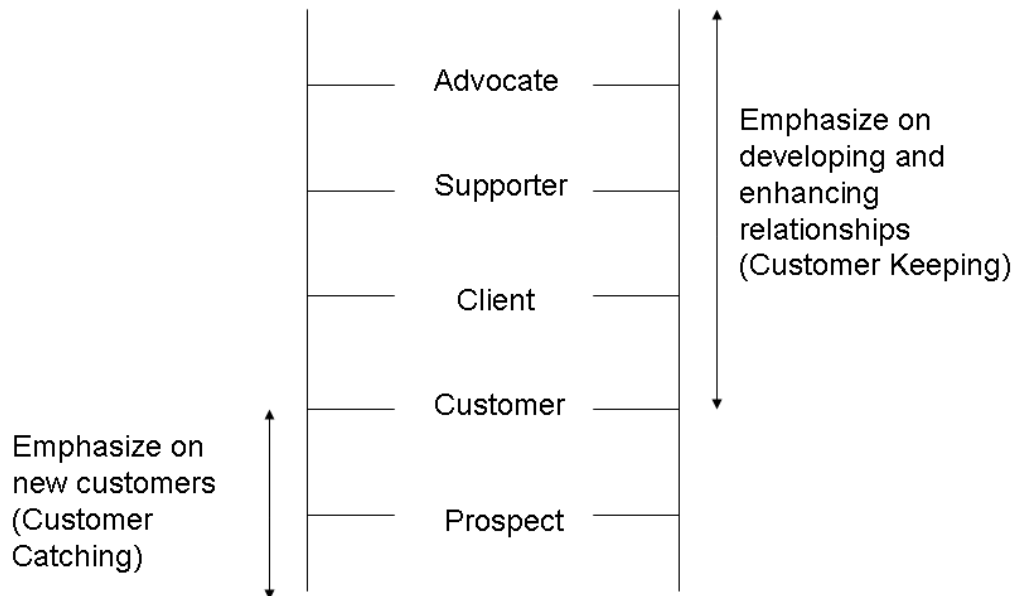 Advocate
Supporter
Client
Customer
Prospect
Emphasize on
developing and
enhancing
relationships
(Customer Keeping)
Emphasize on
new customers
(Customer
Catching)